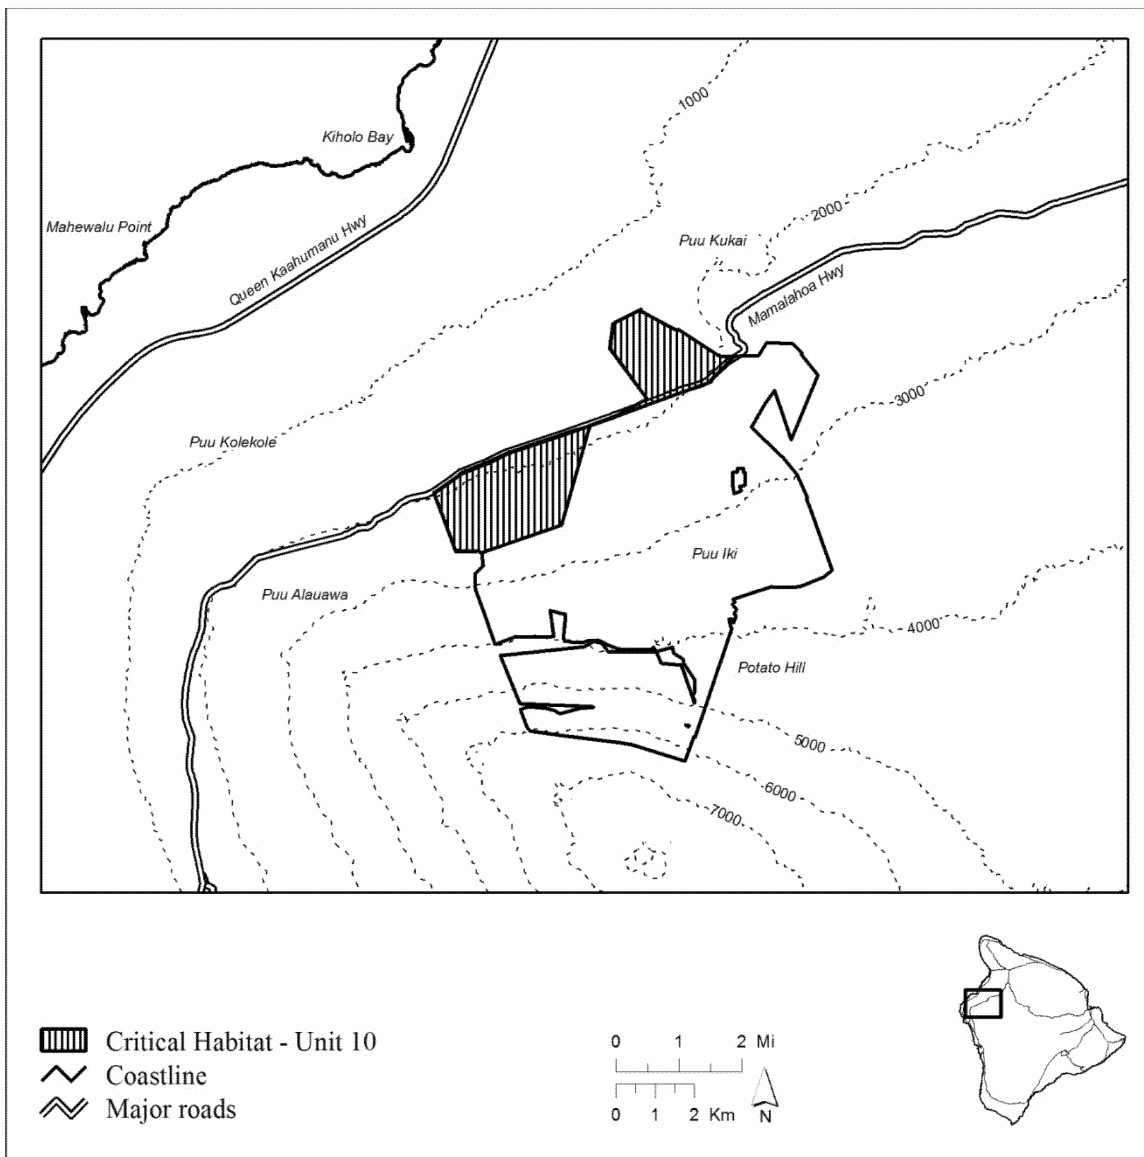 1000
Kiholo Bay
Mahewalu Point
Queen Kaahumanu Hwy
2000
Puu Kukai
Mamalahoa Hwy
3000
Puu Kolekole
Puu Iki
Puu Alauawa
4000
Potato Hill
5000
6000
7000
Critical Habitat - Unit 10
Coastline
Major roads
0 1 2 Mi
0 1 2 Km
N